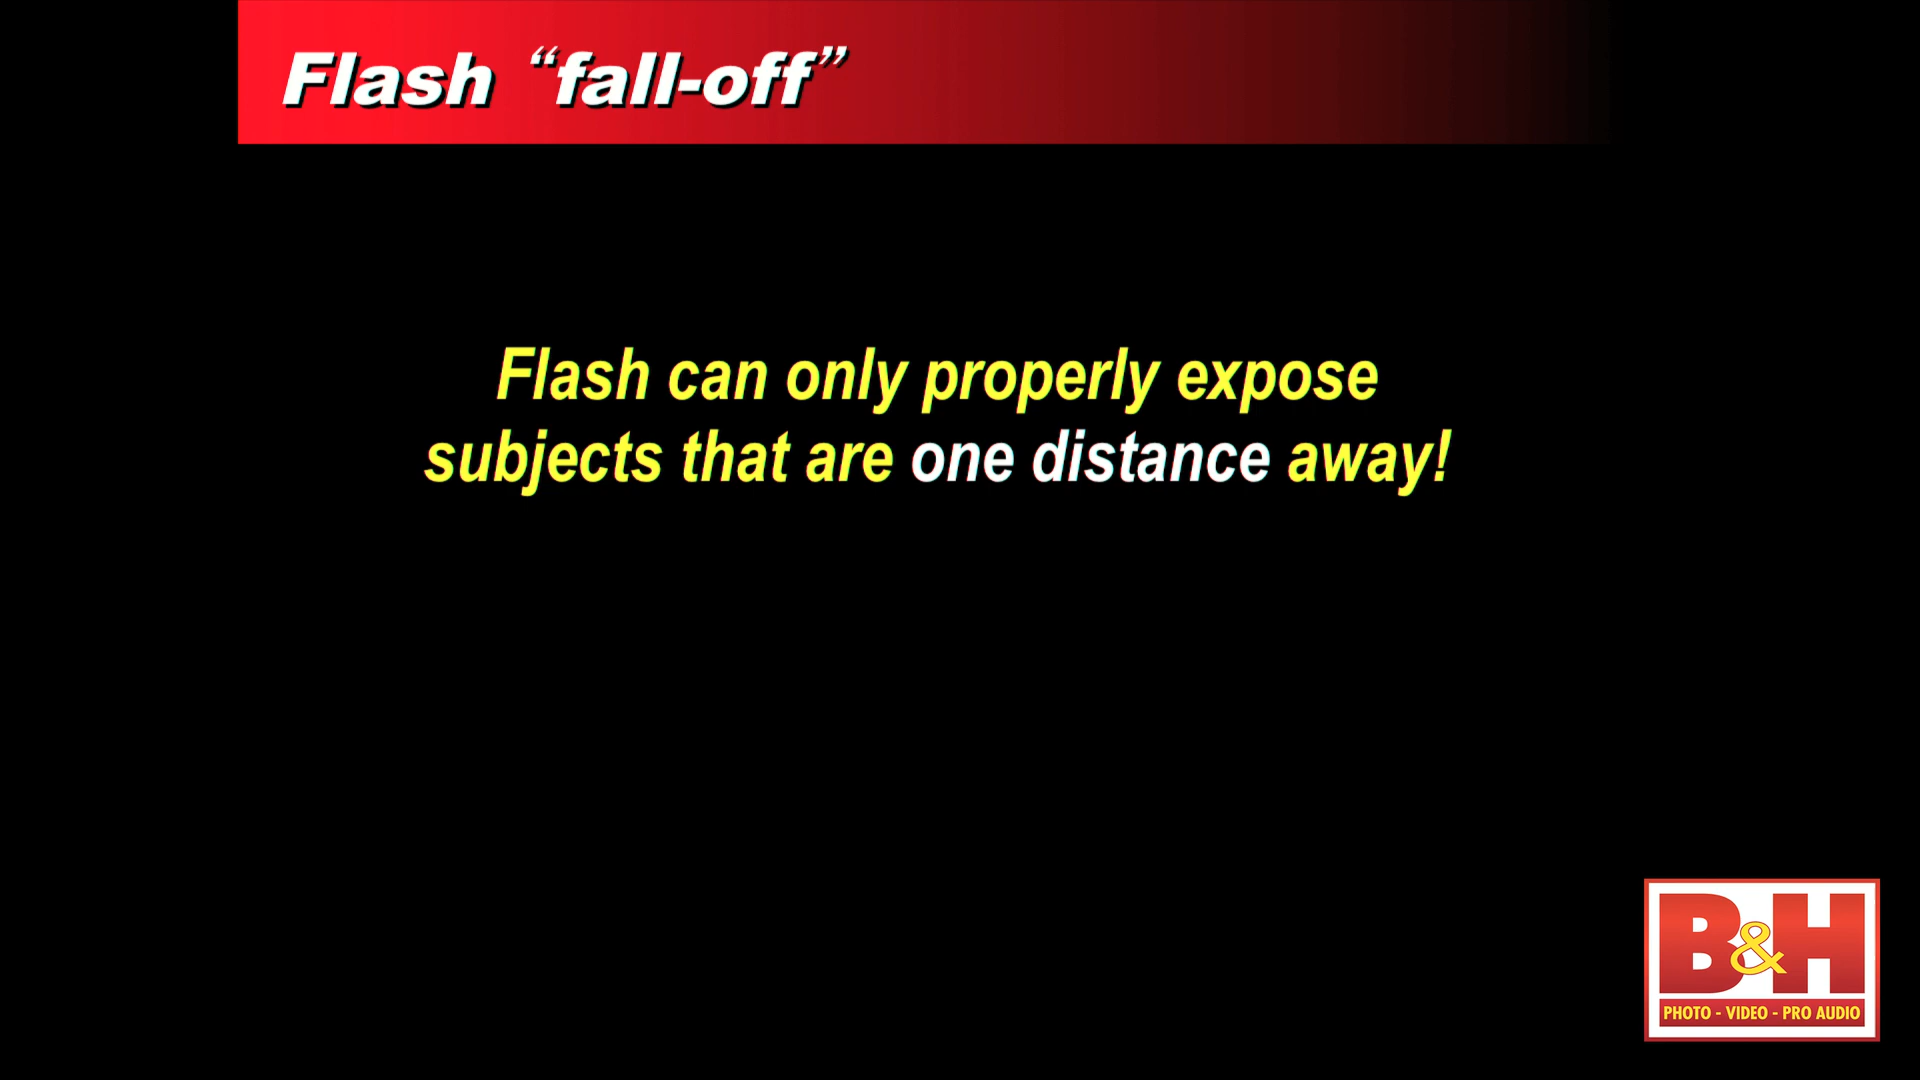 Flash “fall-off”
Flash can only properly expose
subjects that are one distance away!
B&H
PHOTO - VIDEO - PRO AUDIO